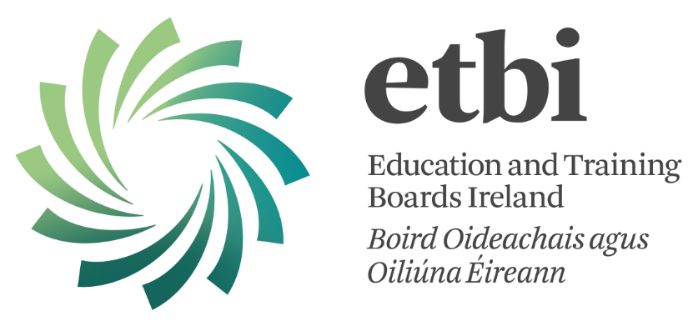 etbi
Education and Training
Boards Ireland
Boird Oideachais agus
Oiliúna Éireann